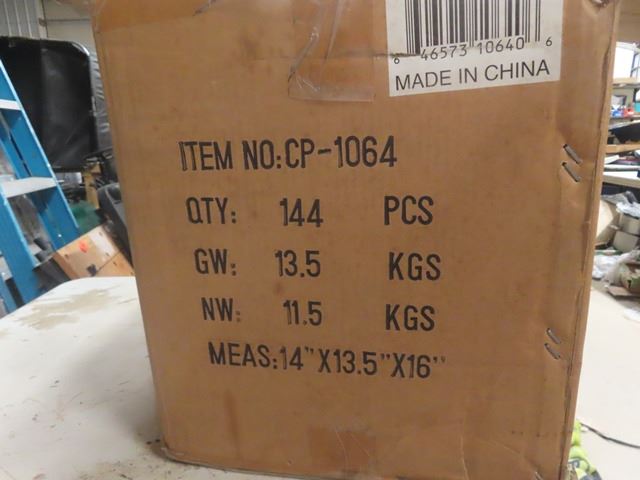 6 46573 10640 6
MADE IN CHINA
ITEM NO:CP-1064
QTY: 144 PCS
GW: 13.5 KGS
NW: 11.5 KGS
MEAS:14"X13.5"X16"